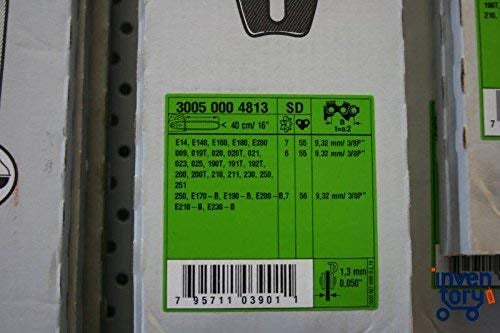 3005 000 4813 SD
< 40 cm/ 16" B t=a:2
E14, E140, E160, E180, E200 7 55 9,32 mm/ 3/8P"
009, 019T, 020, 020T, 021, 6 55 9,32 mm/ 3/8P"
023, 025, 190T, 191T, 192T,
200, 200T, 210, 211, 230, 250,
251
250, E170-B, E190-B, E200-B, 7 56 9,32 mm/ 3/8P"
E210-B, E230-B
1,3 mm
0,050"
7 95711 03901 1
inven
tory